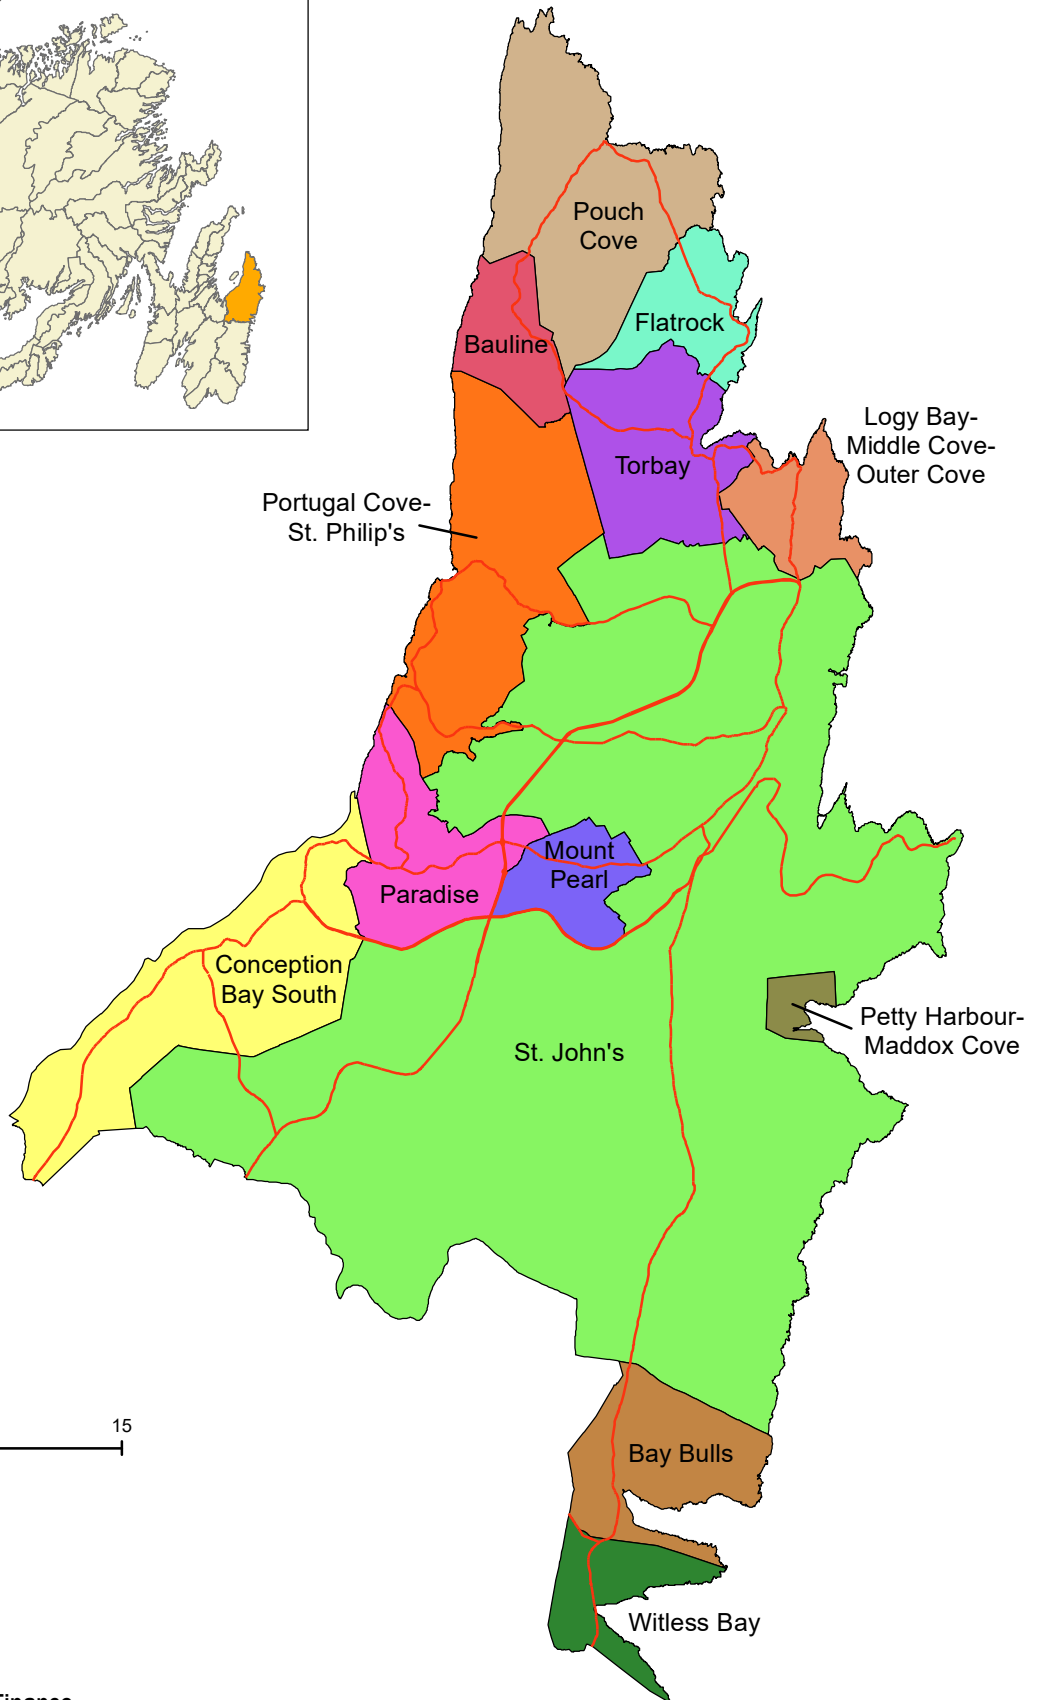 Pouch
Cove
Flatrock
Bauline
Logy Bay-
Middle Cove-
Outer Cove
Torbay
Portugal Cove-
St. Philip's
Mount
Pearl
Paradise
Conception
Bay South
Petty Harbour-
Maddox Cove
St. John's
15
Bay Bulls
Witless Bay